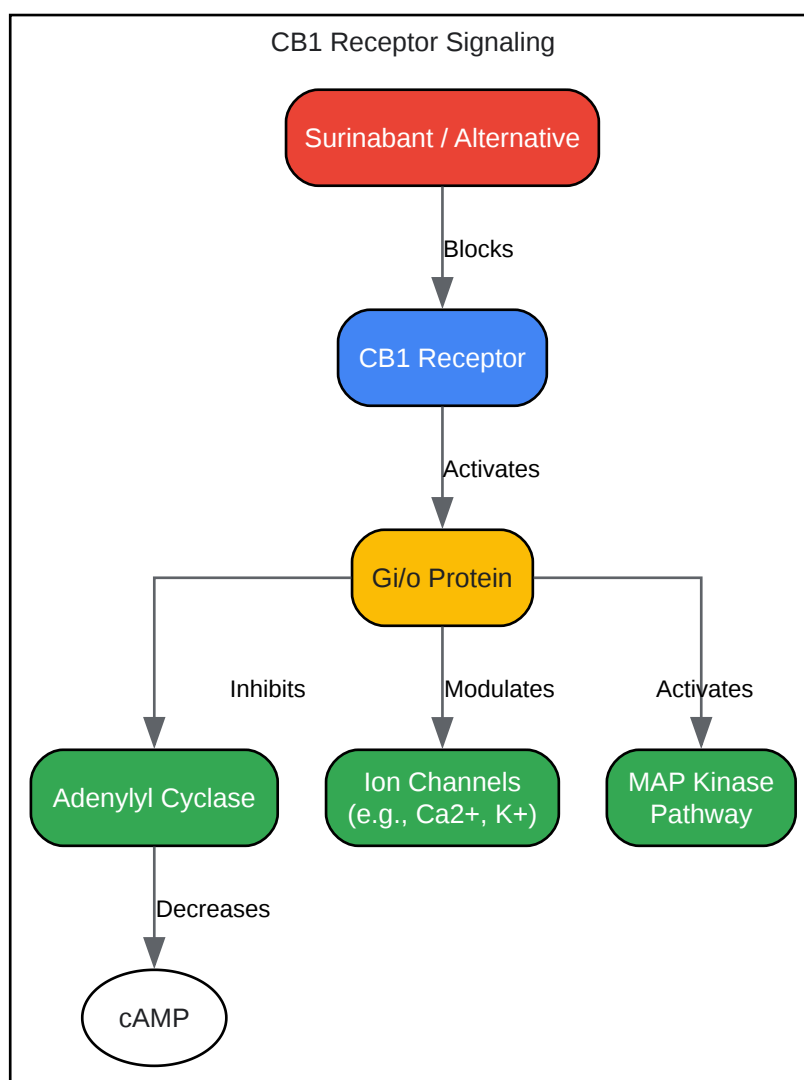 CB1 Receptor Signaling
Surinabant / Alternative
Blocks
CB1 Receptor
Activates
Gi/o Protein
Inhibits
Modulates
Activates
Adenylyl Cyclase
Ion Channels
(e.g., Ca2+, K+)
MAP Kinase
Pathway
Decreases
cAMP